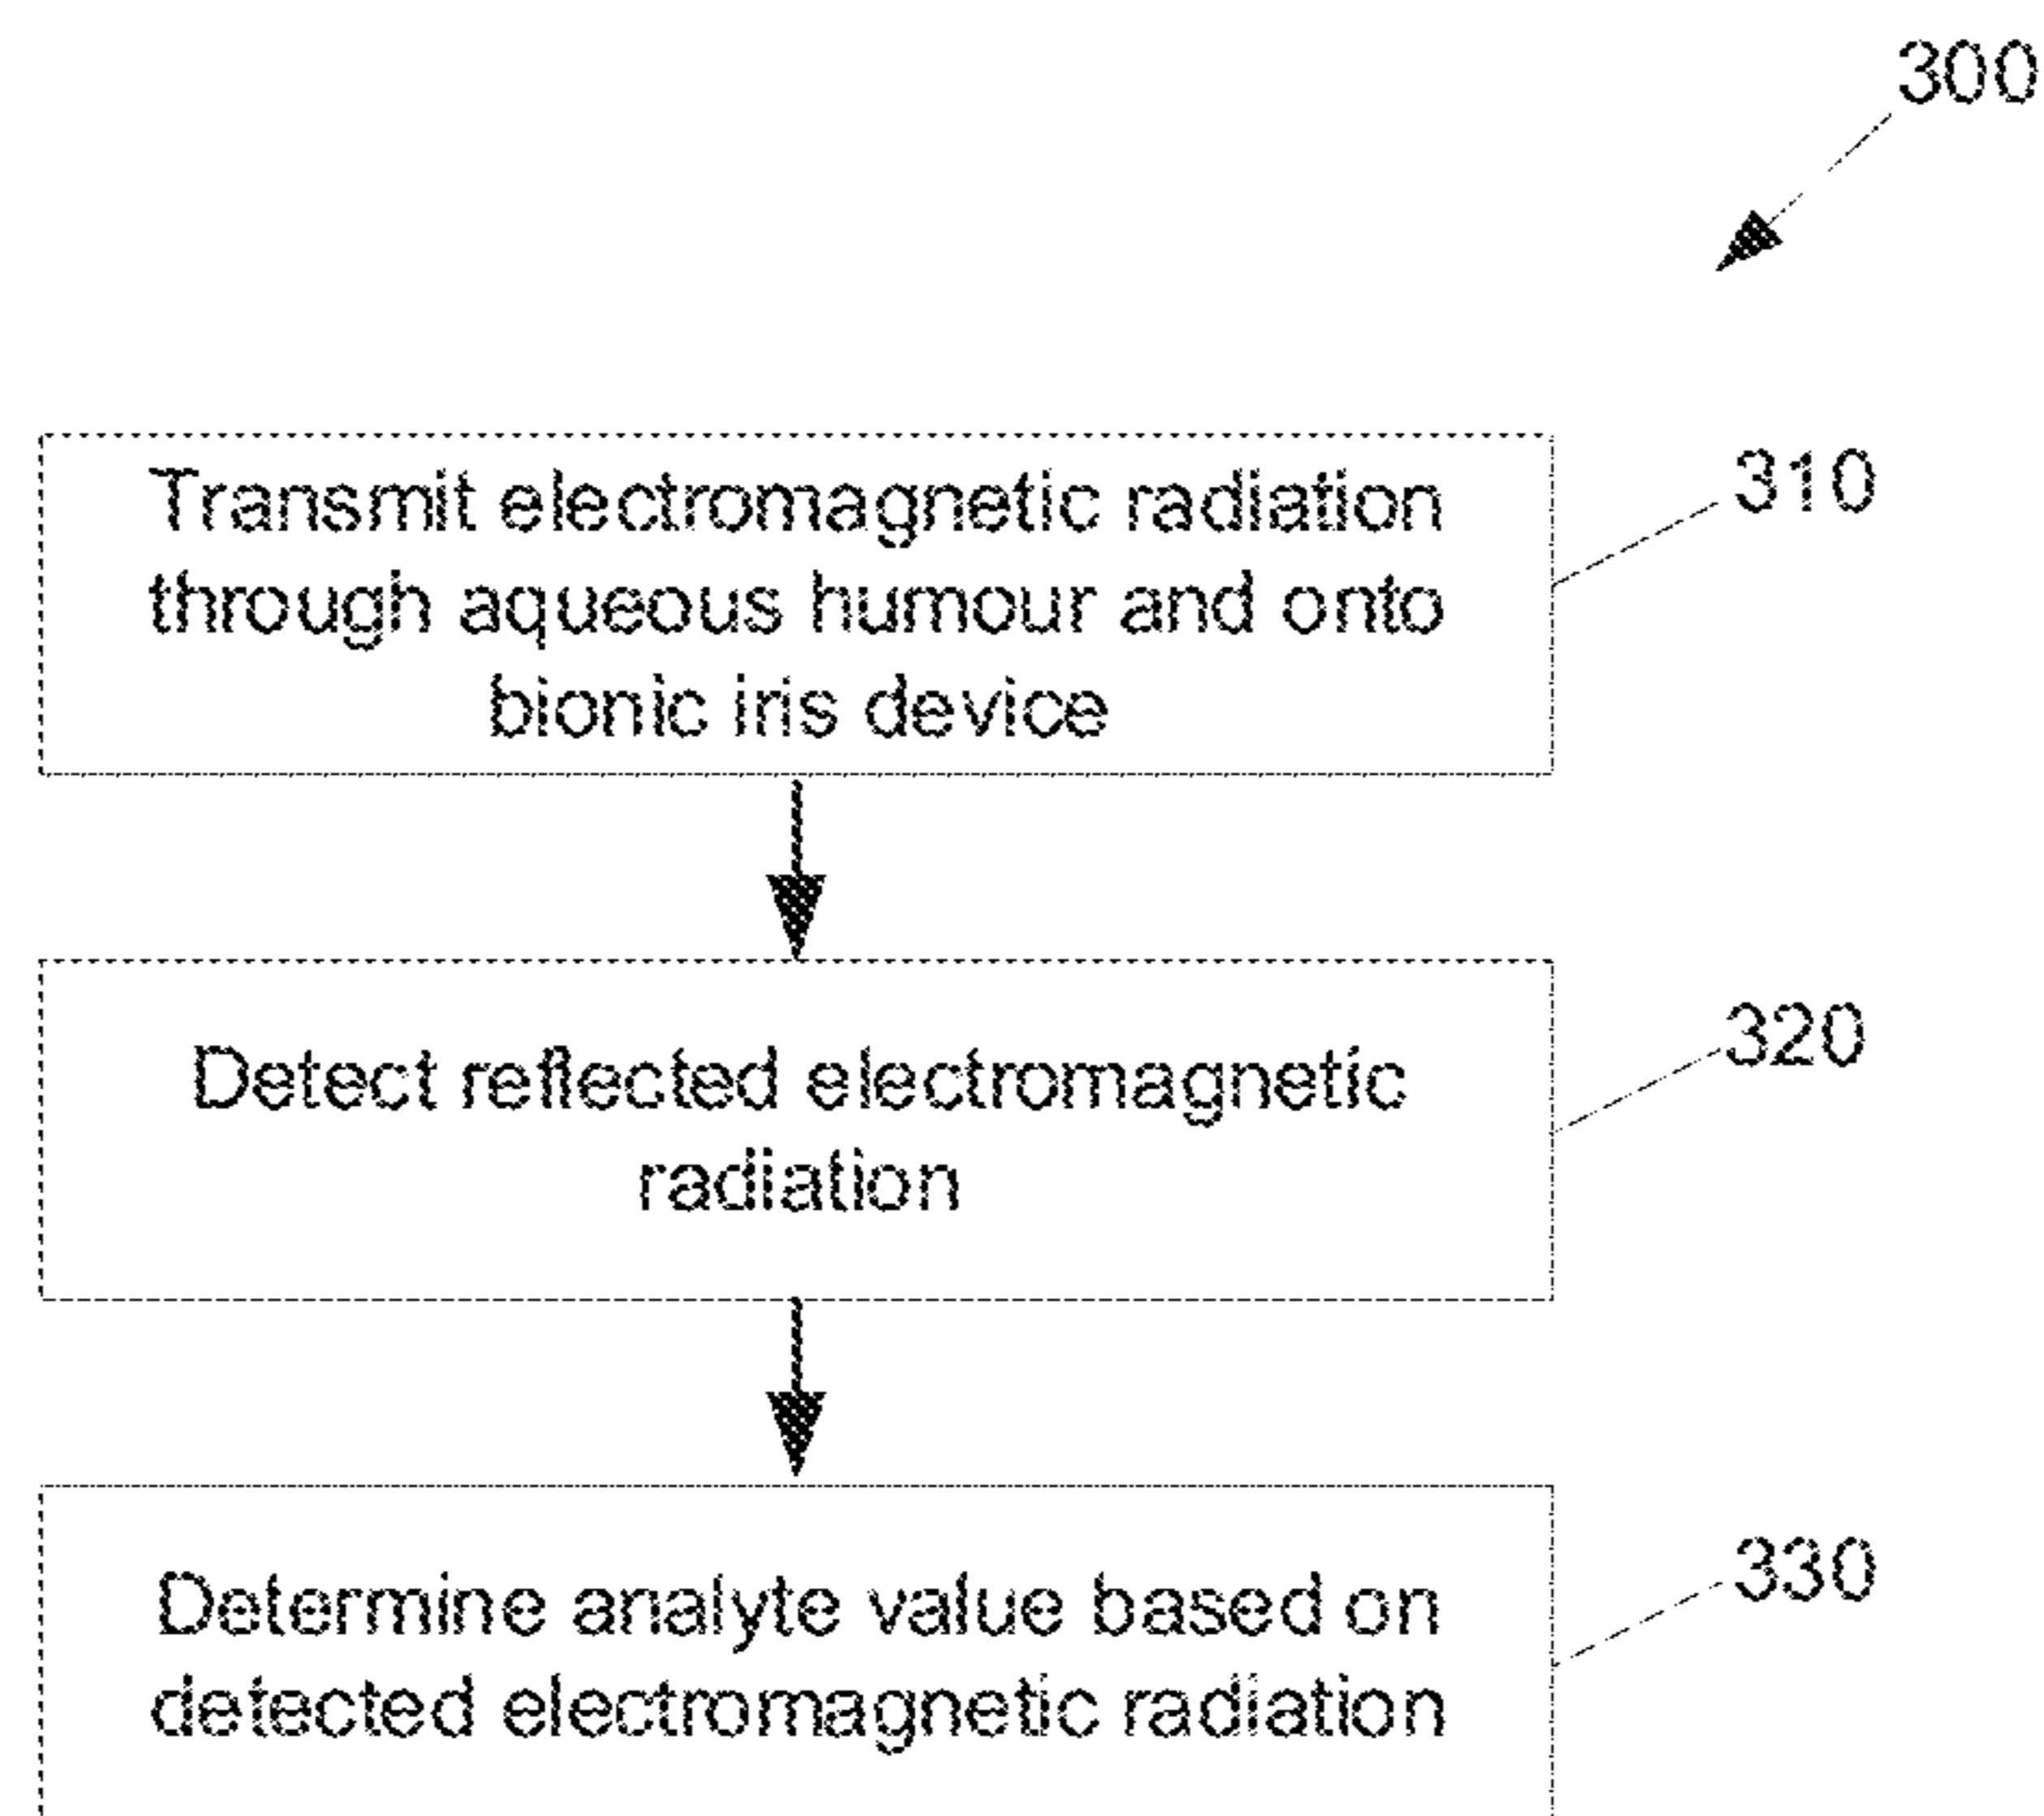 300
Transmit electromagnetic radiation
310
through aqueous humour and onto
bionic iris device
Detect reflected electromagnetic
320
radiation
Determine analyte value based on
330
detected electromagnetic radiation